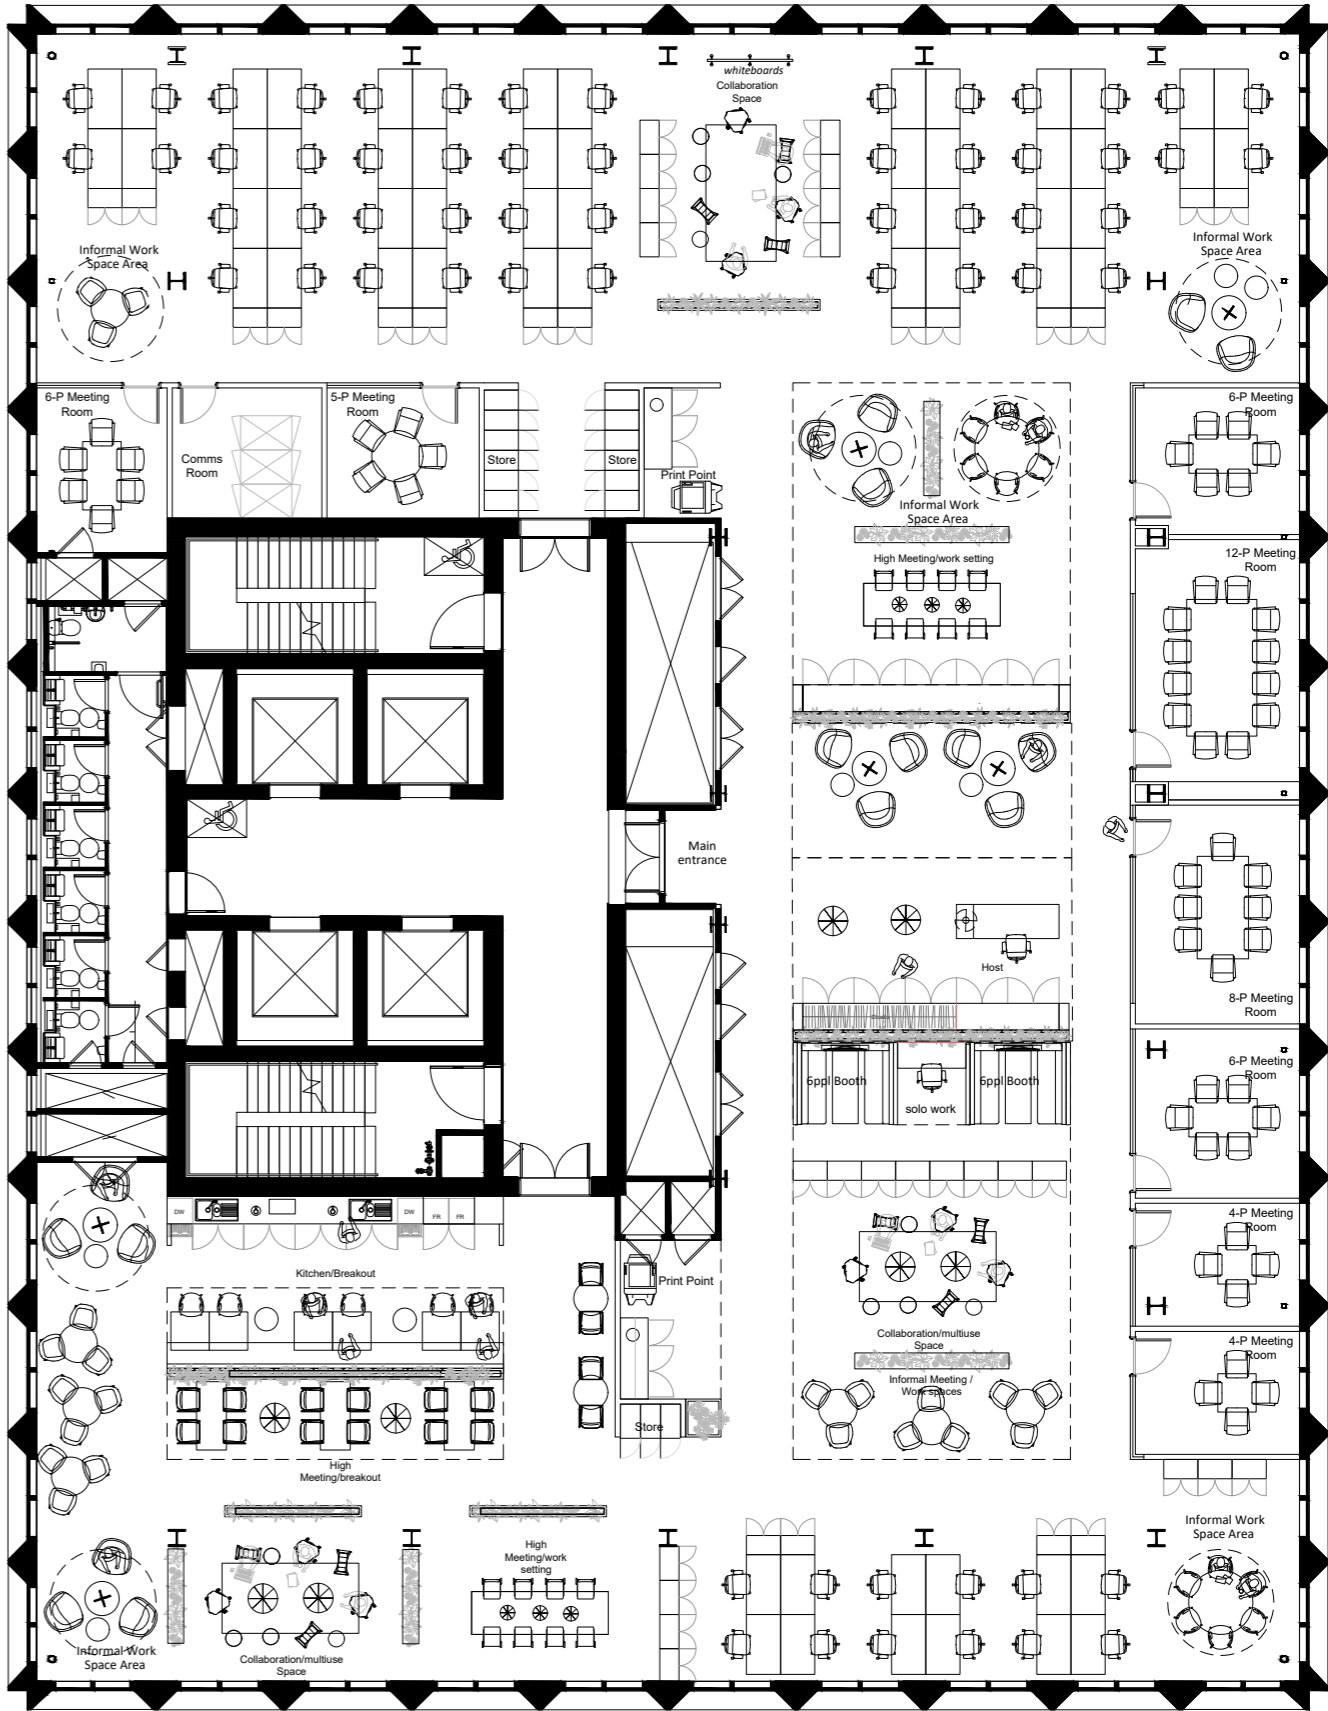 whiteboards
Collaboration
Space
Informal Work
Space Area
Informal Work
Space Area
6-P Meeting
Room
5-P Meeting
Room
6-P Meeting
Room
Comms
Room
Store
Store
Print Point
Informal Work
Space Area
High Meeting/work setting
12-P Meeting
Room
Main
entrance
Host
8-P Meeting
Room
6-P Meeting
Room
6ppl Booth
6ppl Booth
solo work
DW
DW
FR
FR
4-P Meeting
Room
Kitchen/Breakout
Print Point
Collaboration/multiuse
Space
4-P Meeting
Room
Informal Meeting /
Work spaces
Store
High
Meeting/breakout
Informal Work
Space Area
High
Meeting/work
setting
Informal Work
Space Area
Collaboration/multiuse
Space